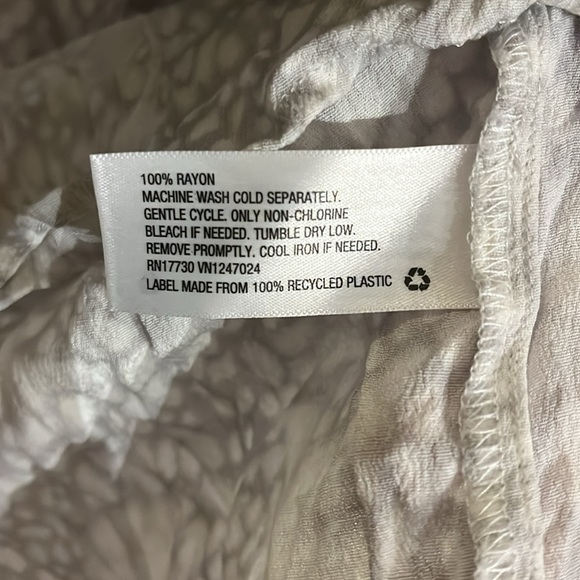 100% RAYON
MACHINE WASH COLD SEPARATELY.
GENTLE CYCLE. ONLY NON-CHLORINE
BLEACH IF NEEDED. TUMBLE DRY LOW.
REMOVE PROMPTLY. COOL IRON IF NEEDED.
RN17730 VN1247024
LABEL MADE FROM 100% RECYCLED PLASTIC